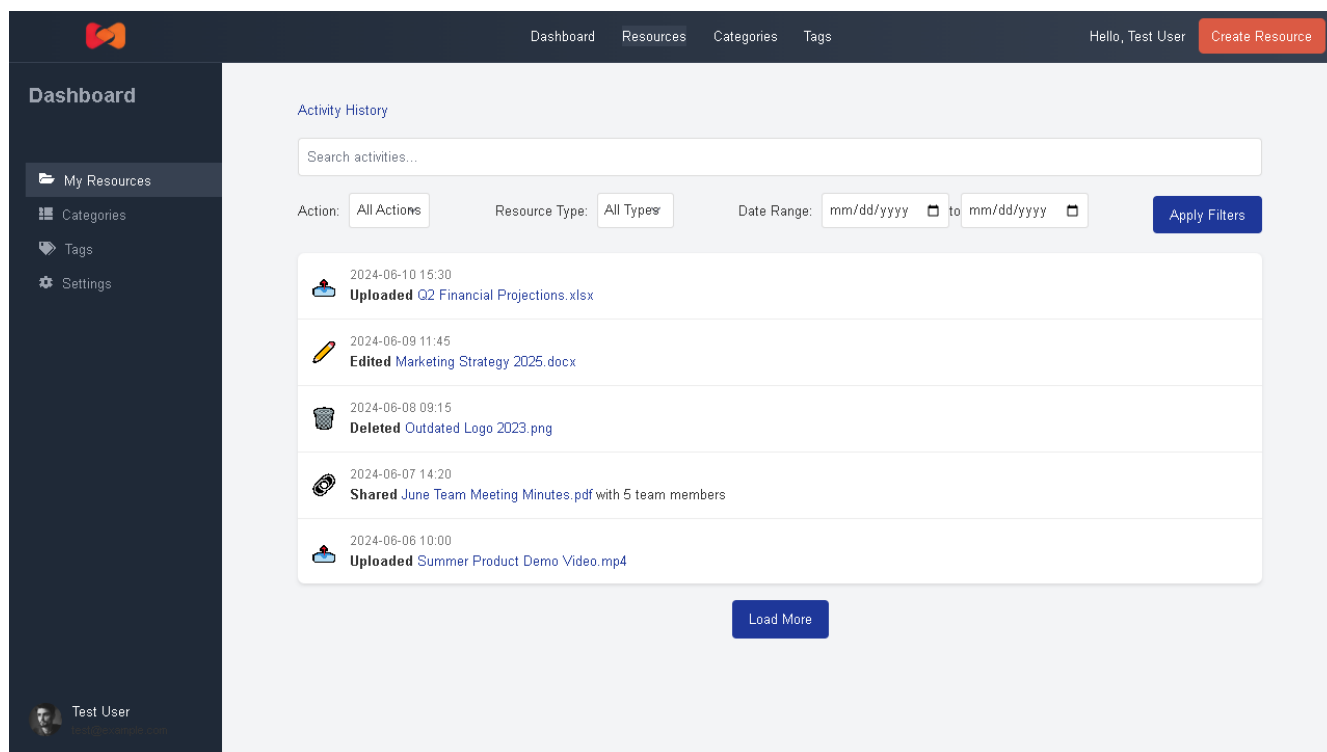 Dashboard Resources Categories Tags Hello, Test User Create Resource
Dashboard
My Resources
Categories
Tags
Settings
Activity History
Search activities...
Action: All Actions Resource Type: All Types Date Range: mm/dd/yyyy to mm/dd/yyyy Apply Filters
2024-06-10 15:30
Uploaded Q2 Financial Projections.xlsx
2024-06-09 11:45
Edited Marketing Strategy 2025.docx
2024-06-08 09:15
Deleted Outdated Logo 2023.png
2024-06-07 14:20
Shared June Team Meeting Minutes.pdf with 5 team members
2024-06-06 10:00
Uploaded Summer Product Demo Video.mp4
Load More
Test User
test@example.com